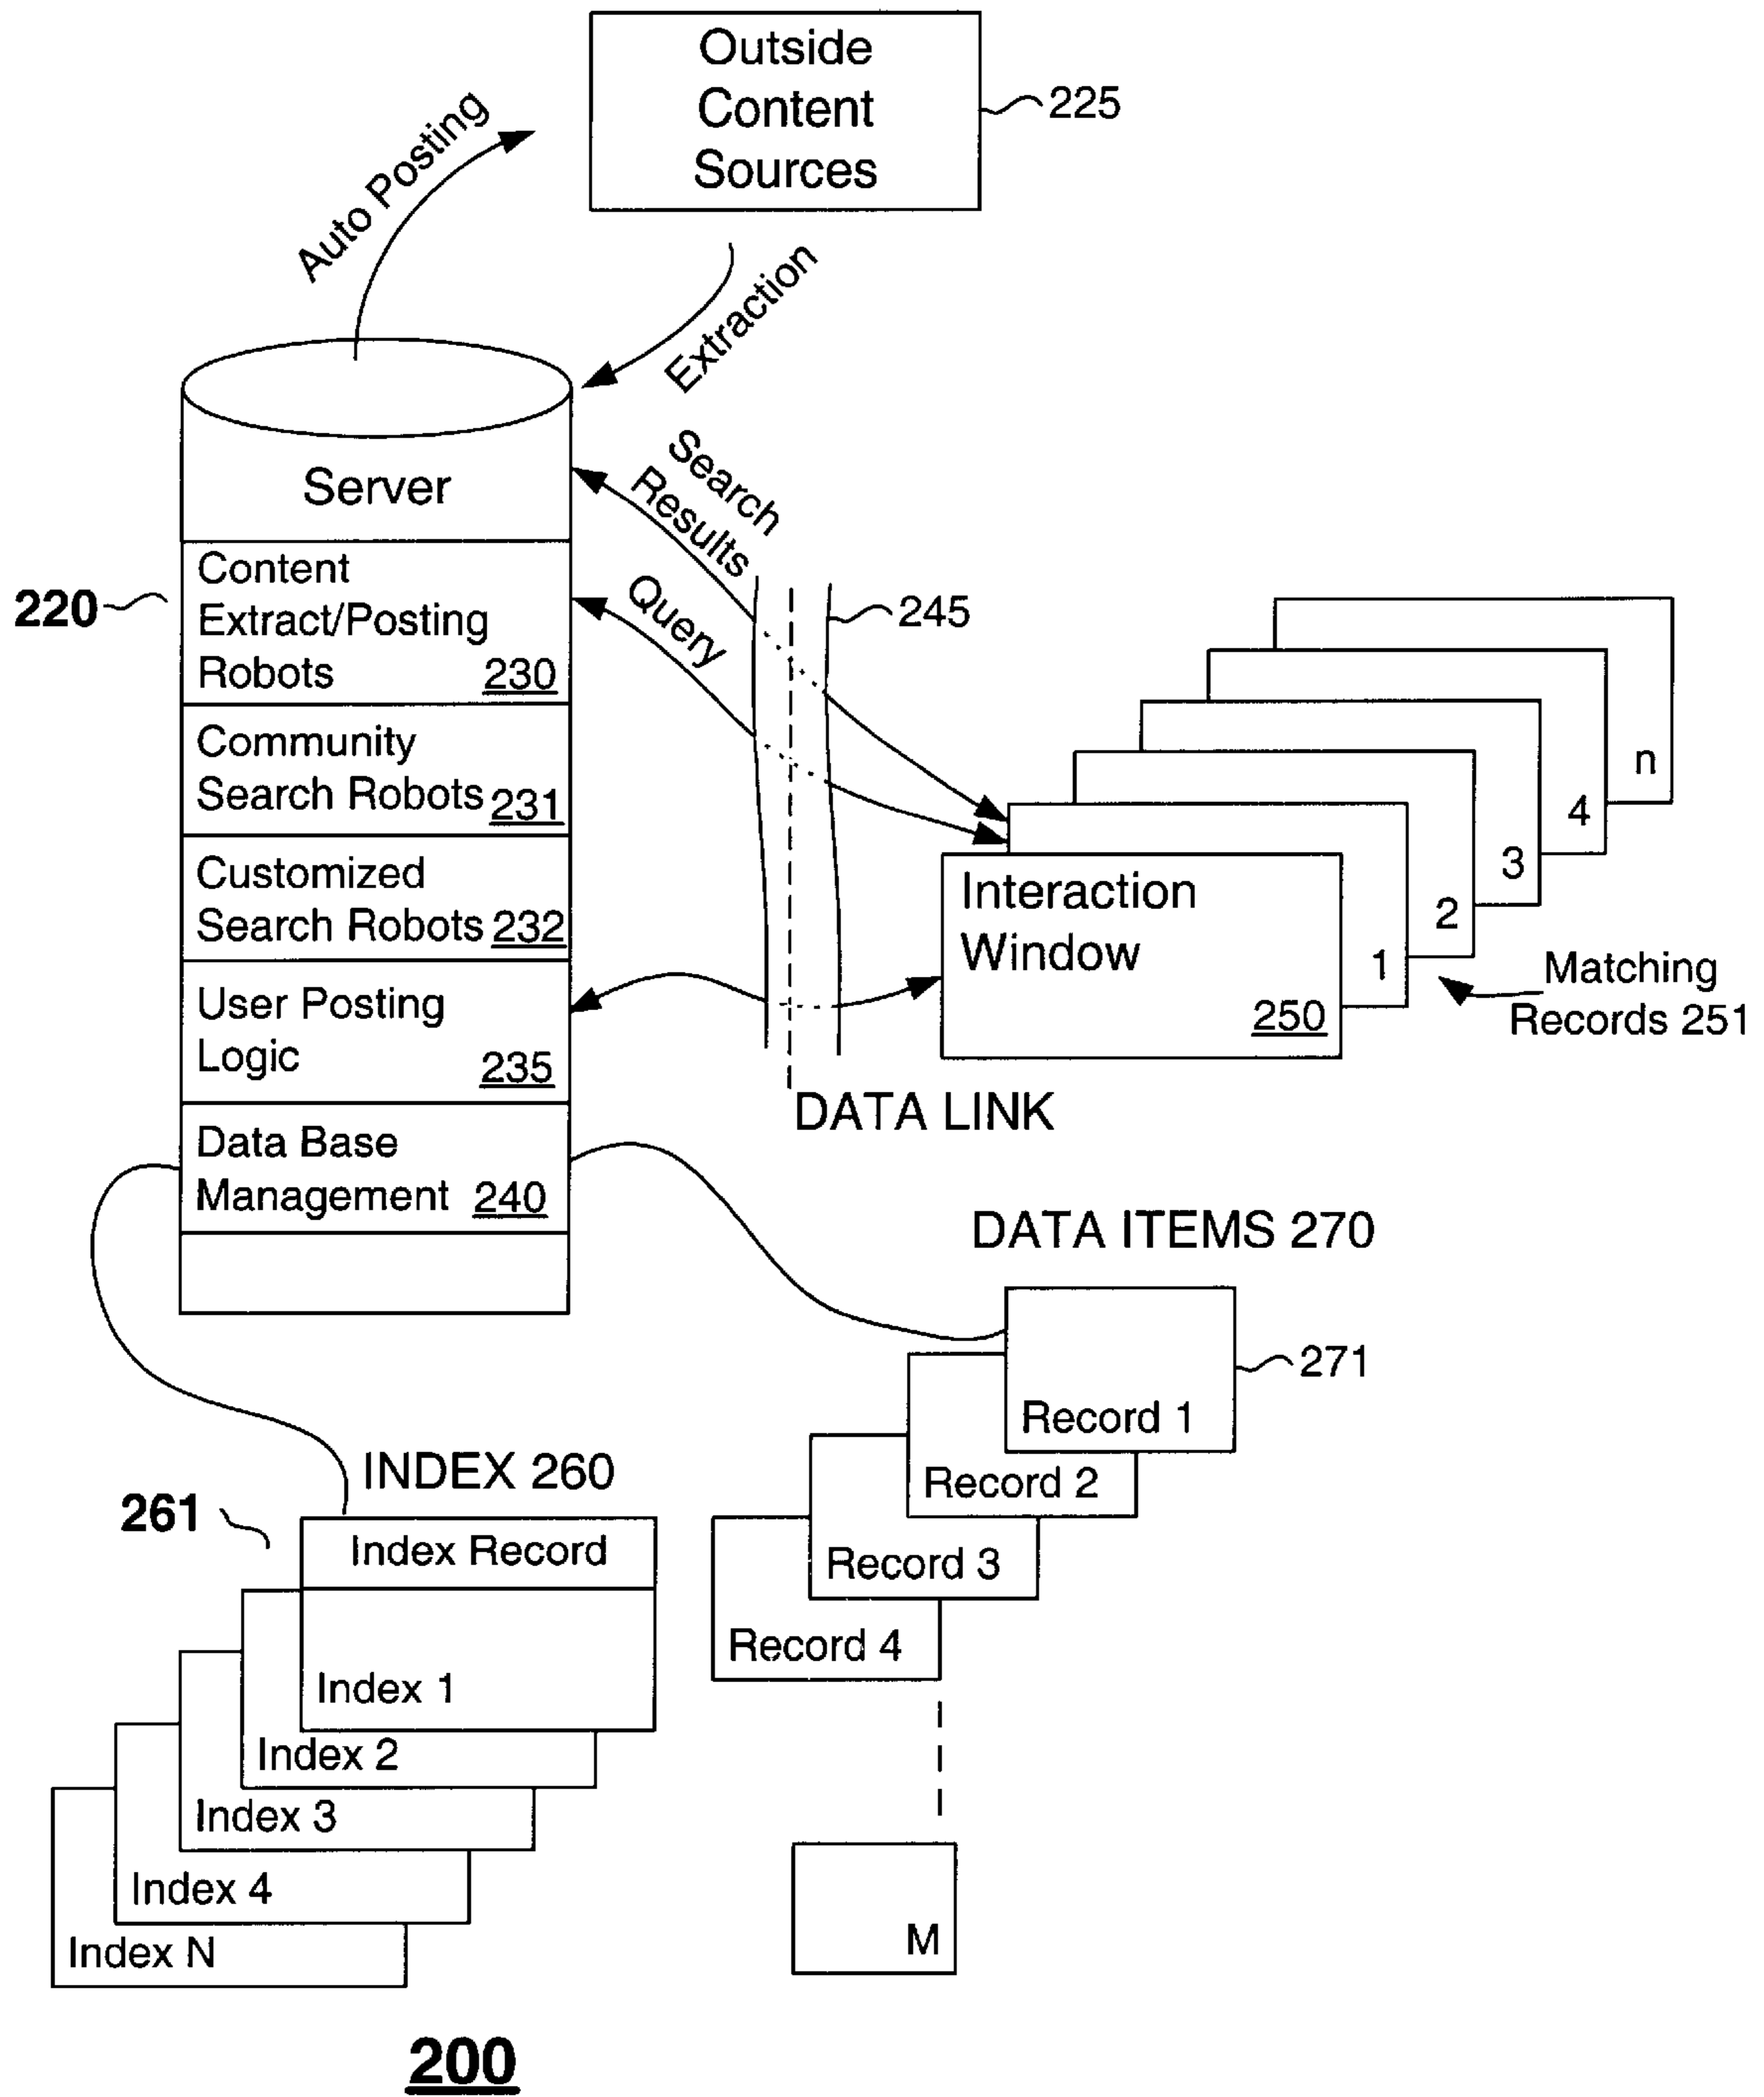 Outside
Content
Sources
225
Auto Posting
Extraction
Server
Search
Results
Query
220
Content
Extract/Posting
Robots 230
Community
Search Robots 231
Customized
Search Robots 232
User Posting
Logic 235
Data Base
Management 240
245
DATA LINK
Interaction
Window
250
1
2
3
4
n
Matching
Records 251
DATA ITEMS 270
271
Record 1
Record 2
Record 3
Record 4
M
INDEX 260
261
Index Record
Index 1
Index 2
Index 3
Index 4
Index N
200